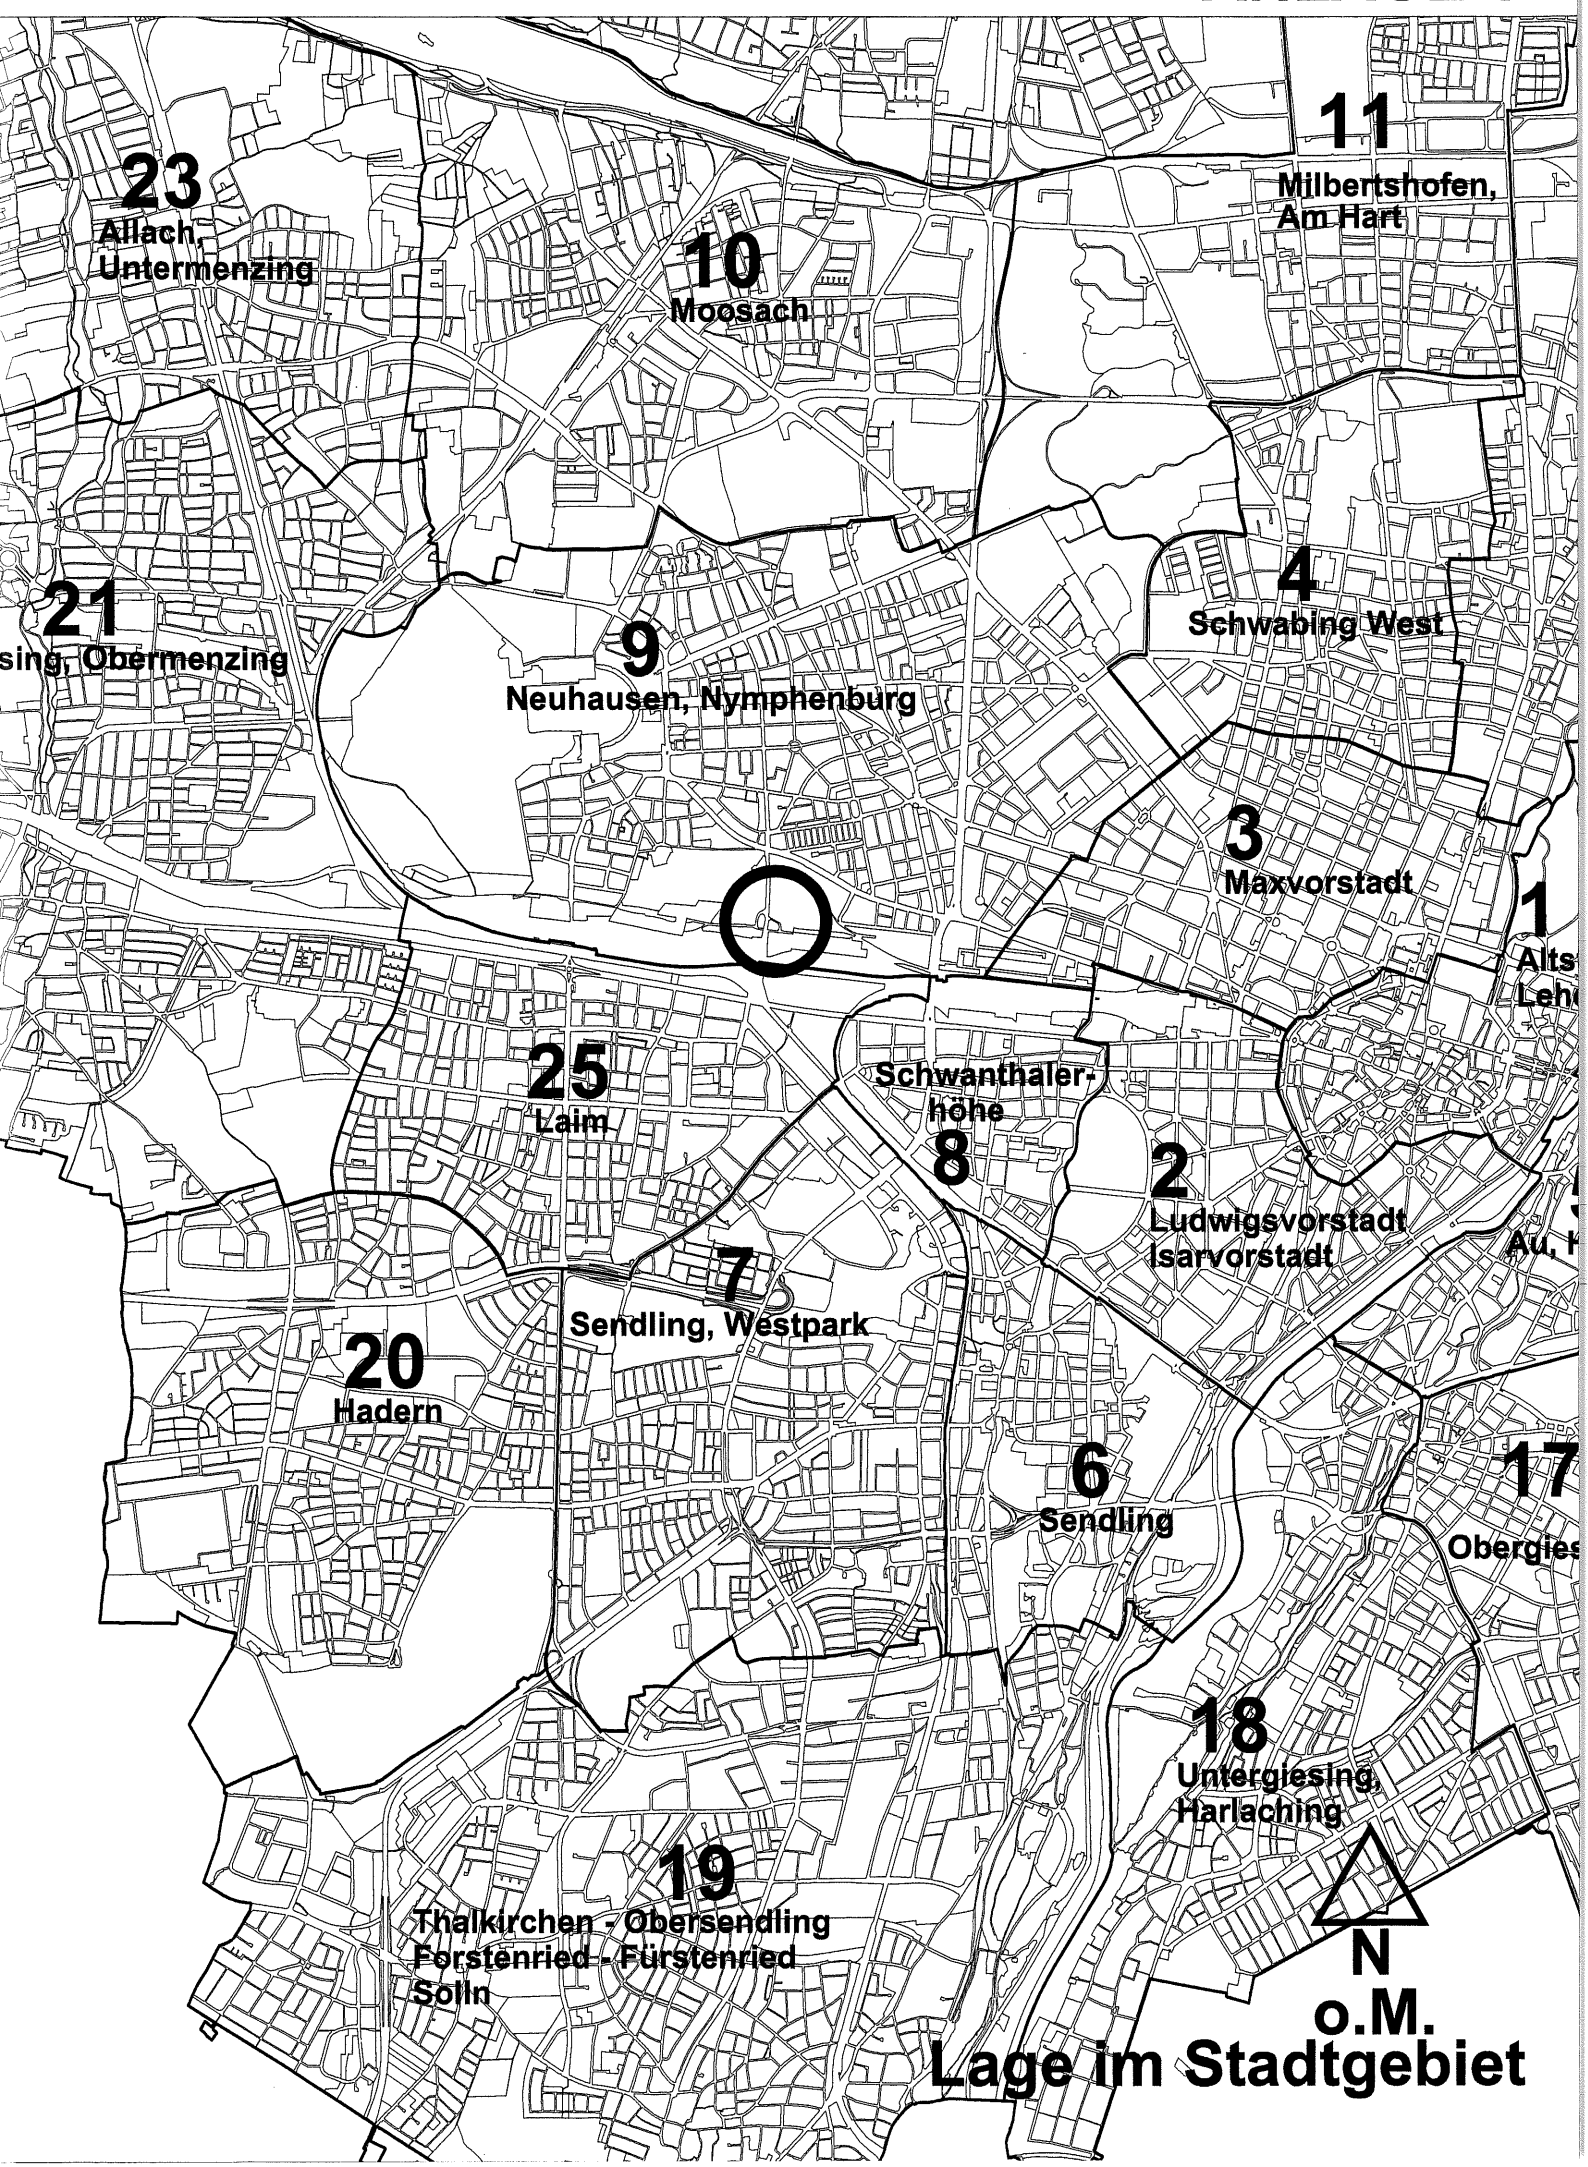 11
Milbertshofen,
Am Hart
23
Allach,
Untermenzing
10
Moosach
4
Schwabing West
21
sing, Obermenzing
9
Neuhausen, Nymphenburg
3
Maxvorstadt
1
Alts
Leh
25
Laim
Schwanthaler-
höhe
8
2
Ludwigsvorstadt
Isarvorstadt
Au,
7
Sendling, Westpark
20
Hadern
6
Sendling
17
Obergies
18
Untergiesing,
Harlaching
19
Thalkirchen - Obersendling
Forstenried - Fürstenried
Solln
N
o.M.
Lage im Stadtgebiet